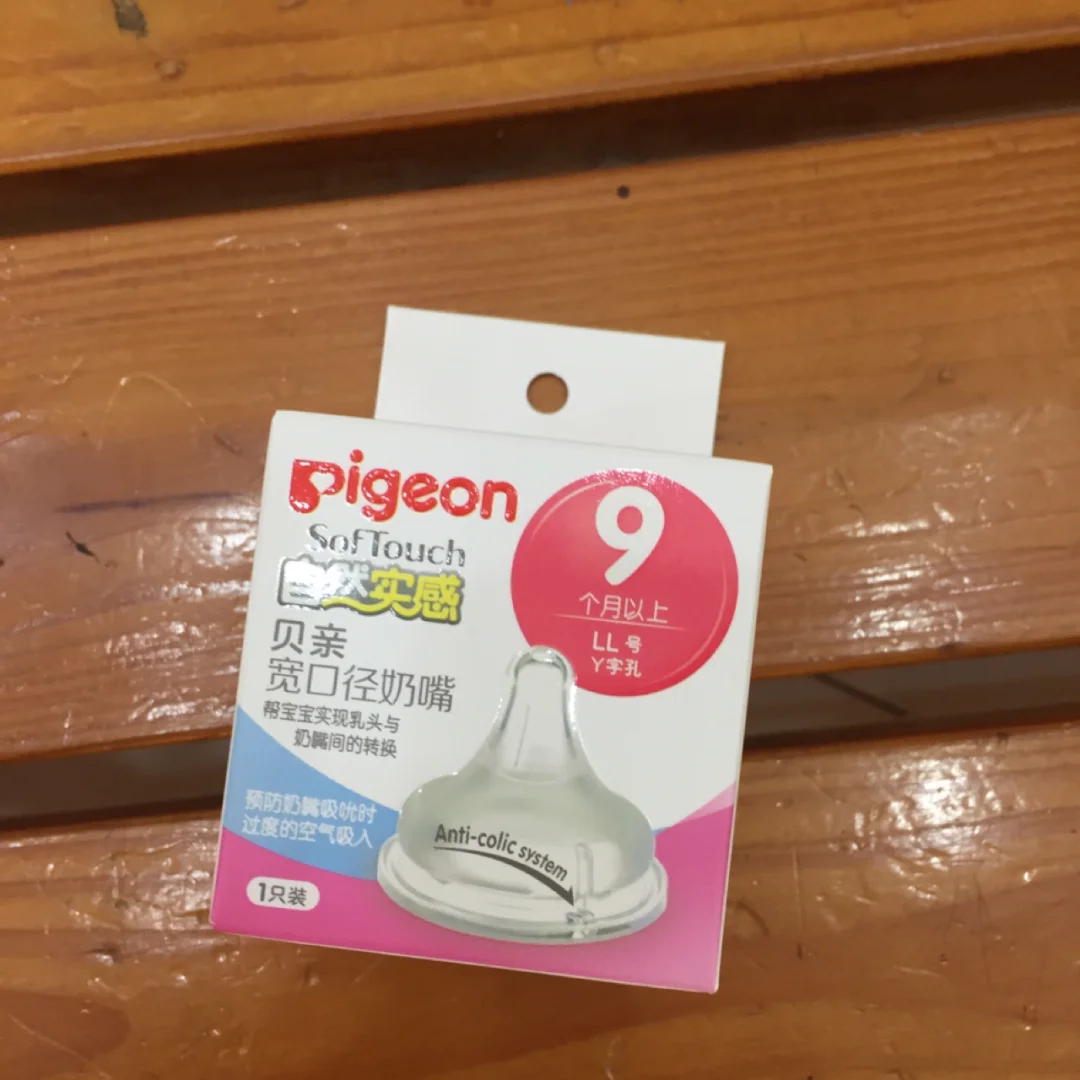 Pigeon
SofTouch
自然实感
贝亲
宽口径奶嘴
帮宝宝实现乳头与
奶嘴间的转换
9
个月以上
LL号
Y字孔
预防奶嘴吸吮时
过度的空气吸入
Anti-colic system
1只装